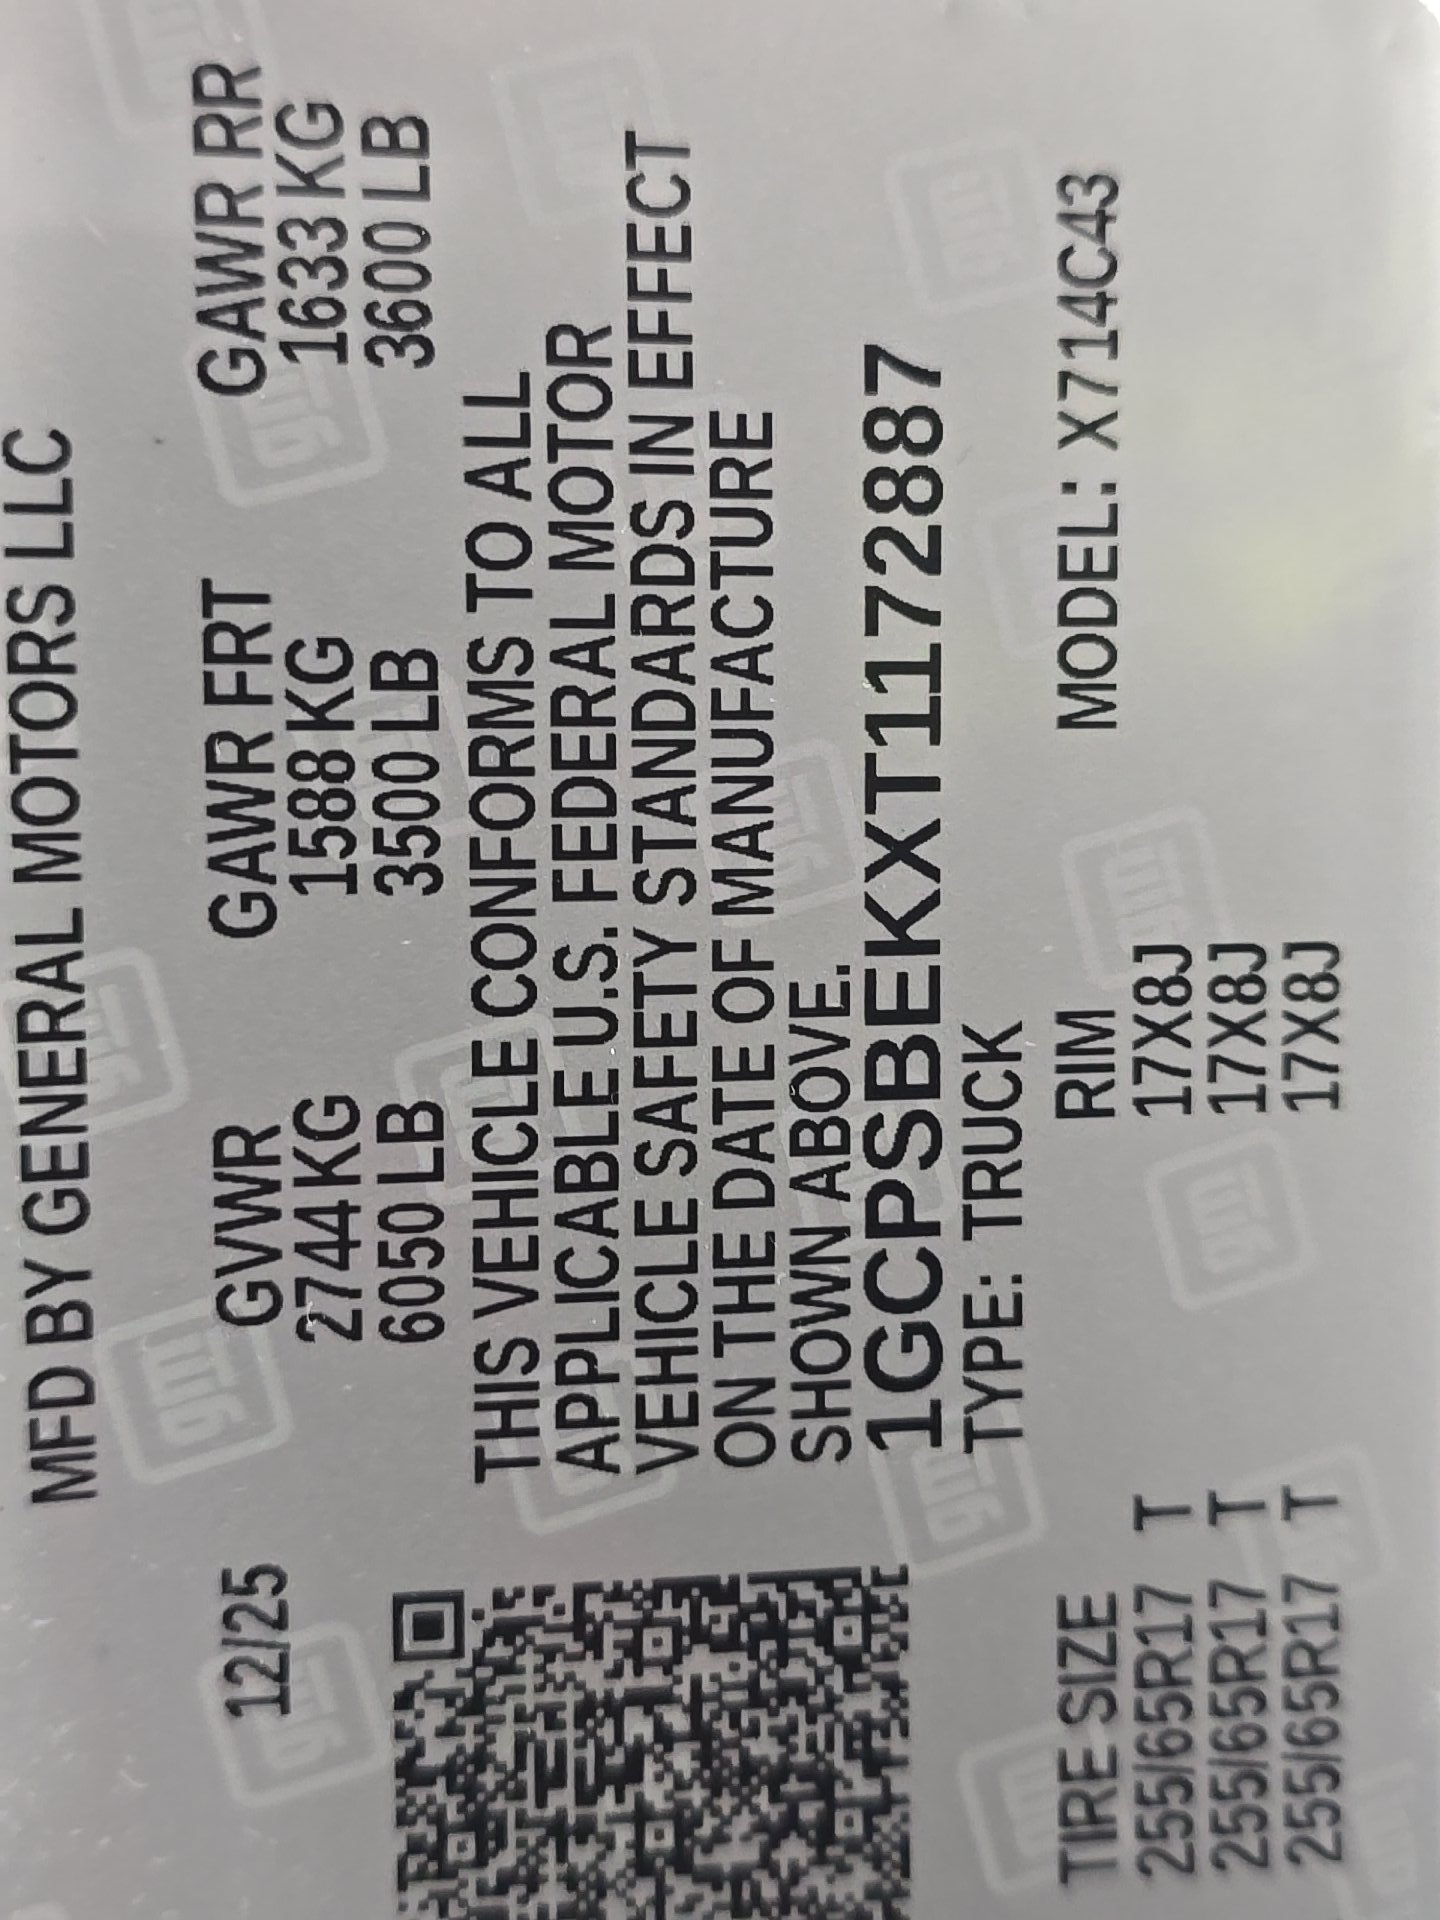 MFD BY GENERAL MOTORS LLC
12/25 GVWR GAWR FRT GAWR RR
2744 KG 1588 KG 1633 KG
6050 LB 3500 LB 3600 LB
THIS VEHICLE CONFORMS TO ALL
APPLICABLE U.S. FEDERAL MOTOR
VEHICLE SAFETY STANDARDS IN EFFECT
ON THE DATE OF MANUFACTURE
SHOWN ABOVE.
1GCPSBEKXT1172887
TYPE: TRUCK
TIRE SIZE RIM MODEL: X714C43
255/65R17 T 17X8J
255/65R17 T 17X8J
255/65R17 T 17X8J
gm